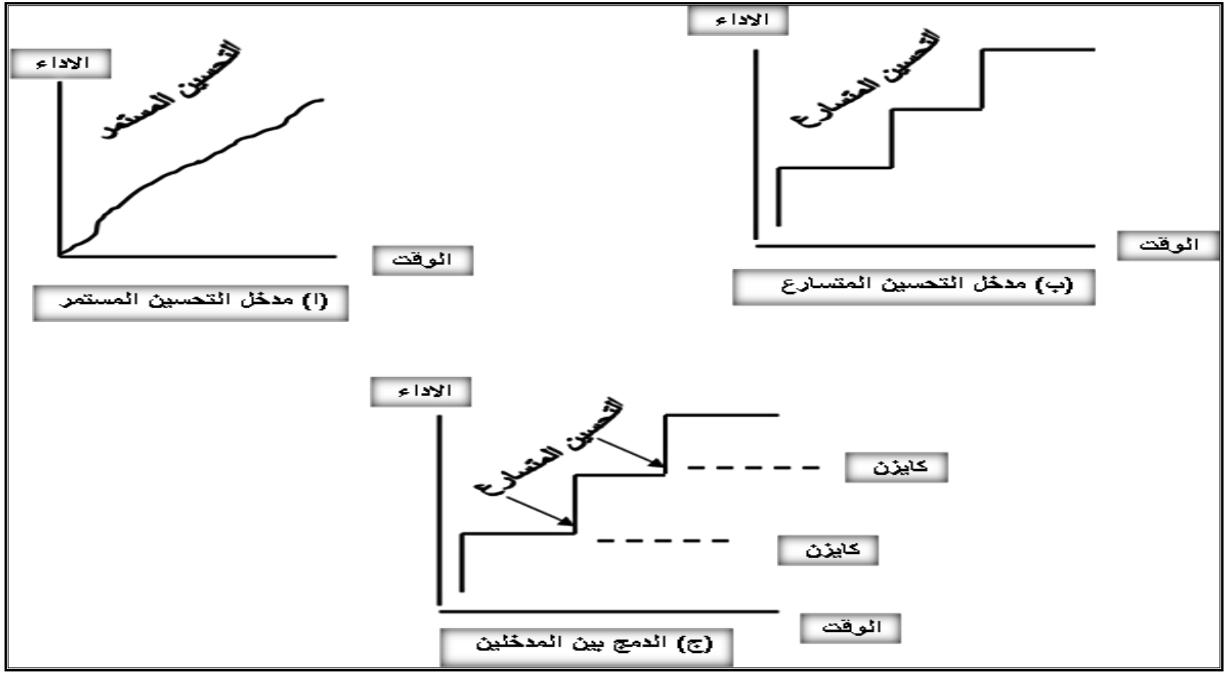 الاداء
التحسين المستمر
الوقت
(ا) مدخل التحسين المستمر
الاداء
التحسين المتسارع
الوقت
(ب) مدخل التحسين المتسارع
الاداء
التحسين المتسارع
كايزن
كايزن
الوقت
(ج) الدمج بين المدخلين